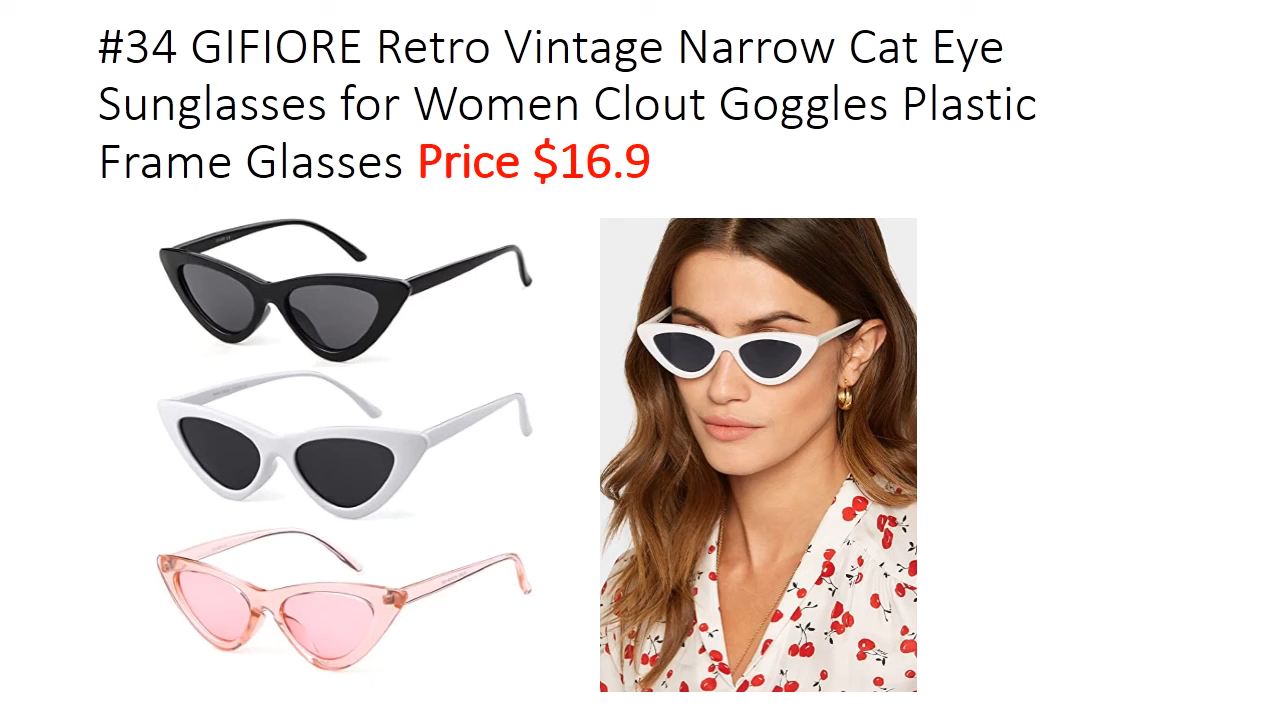 #34 GIFIORE Retro Vintage Narrow Cat Eye
Sunglasses for Women Clout Goggles Plastic
Frame Glasses Price $16.9